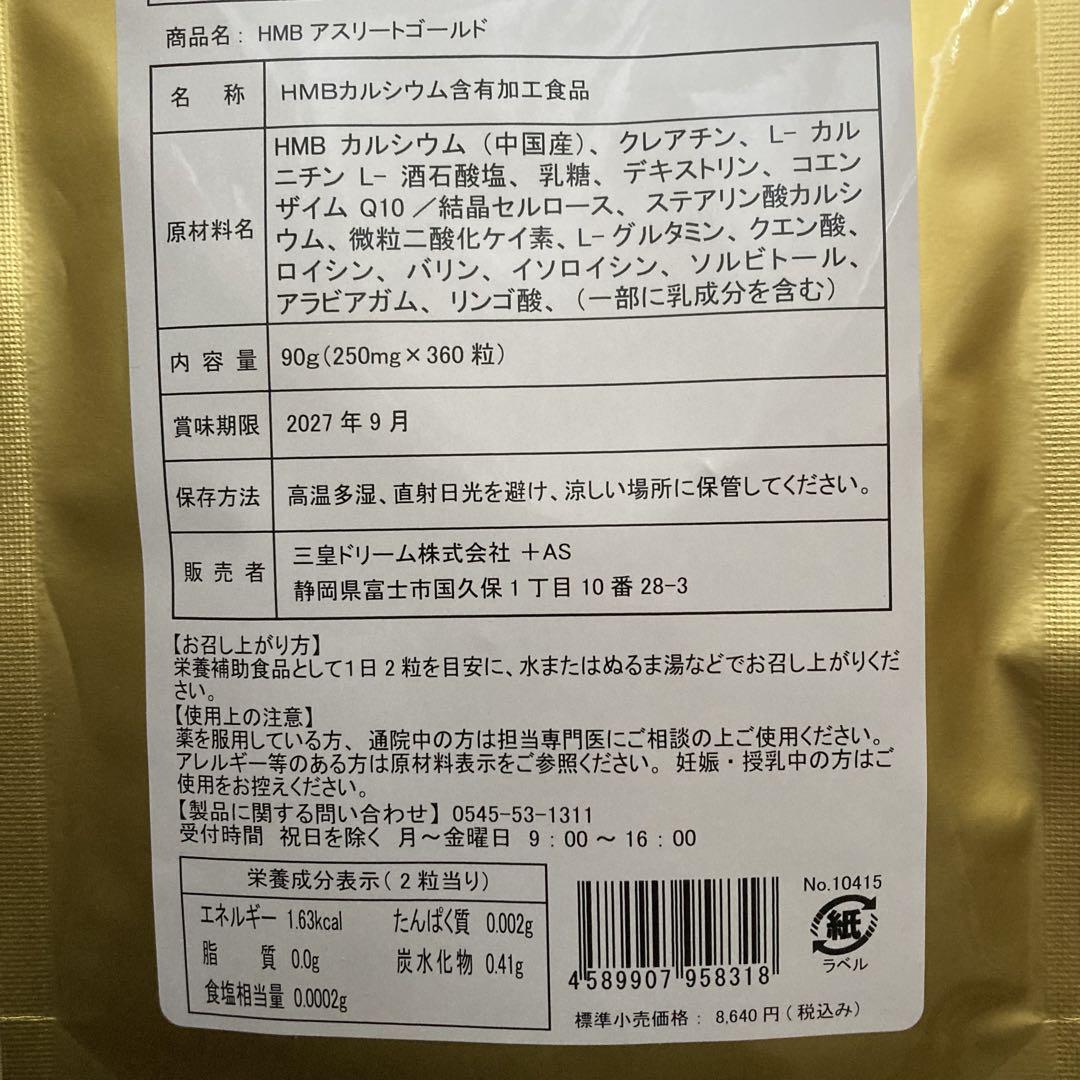 商品名： HMB アスリートゴールド
名 称
HMBカルシウム含有加工食品
原材料名
HMB カルシウム（中国産）、クレアチン、L- カル
ニチン L- 酒石酸塩、乳糖、デキストリン、コエン
ザイム Q10／結晶セルロース、ステアリン酸カルシ
ウム、微粒二酸化ケイ素、L-グルタミン、クエン酸、
ロイシン、バリン、イソロイシン、ソルビトール、
アラビアガム、リンゴ酸、（一部に乳成分を含む）
内 容 量
90g（250mg×360 粒）
賞味期限
2027 年 9 月
保存方法
高温多湿、直射日光を避け、涼しい場所に保管してください。
販 売 者
三皇ドリーム株式会社 ＋AS
静岡県富士市国久保 1 丁目 10 番 28-3
【お召し上がり方】
栄養補助食品として1日 2 粒を目安に、水またはぬるま湯などでお召し上がりくだ
さい。
【使用上の注意】
薬を服用している方、通院中の方は担当専門医にご相談の上ご使用ください。
アレルギー等のある方は原材料表示をご参照ください。妊娠・授乳中の方はご
使用をお控えください。
【製品に関する問い合わせ】 0545-53-1311
受付時間 祝日を除く 月～金曜日 9：00 ～ 16：00
栄養成分表示（2 粒当り）
エネルギー 1.63kcal たんぱく質 0.002g
脂 質 0.0g 炭水化物 0.41g
食塩相当量 0.0002g
4589907 958318
No.10415
紙
ラベル
標準小売価格： 8,640 円（税込み）